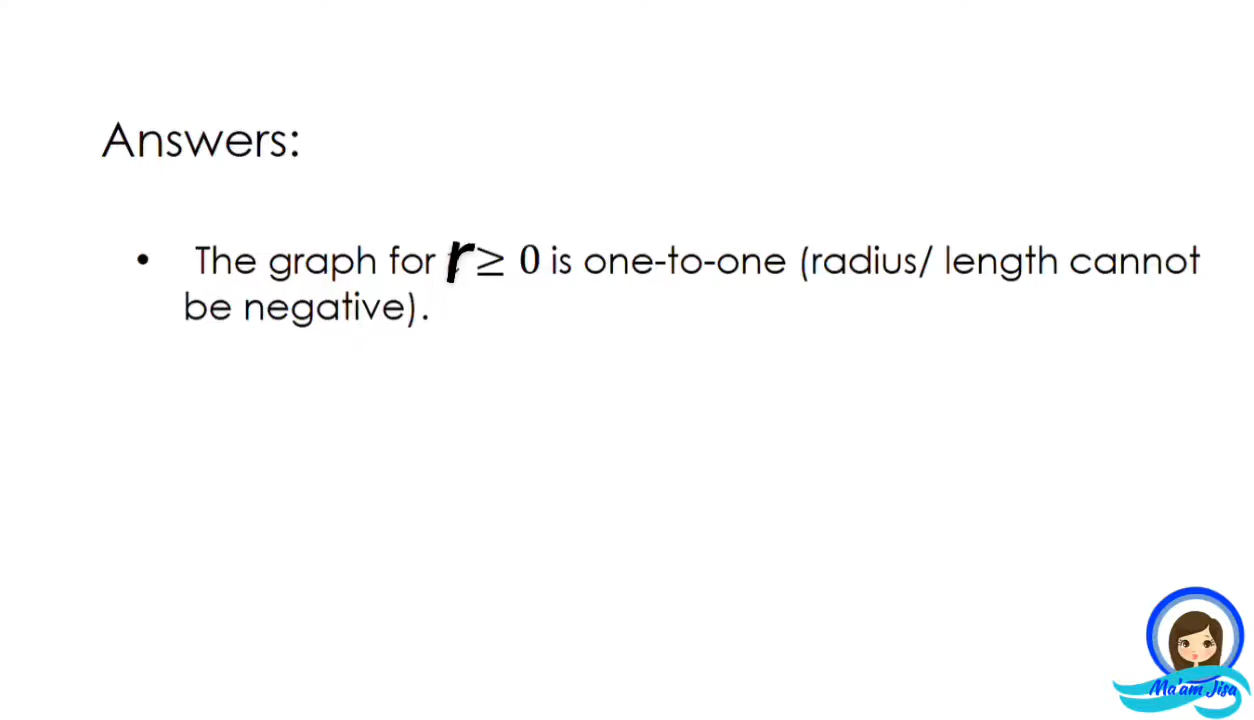 Answers:
• The graph for r ≥ 0 is one-to-one (radius/ length cannot
be negative).
Ma'am Jisa